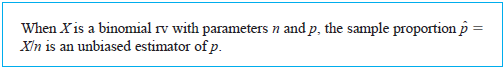 When X is a binomial rv with parameters n and p, the sample proportion p̂ =
X/n is an unbiased estimator of p.